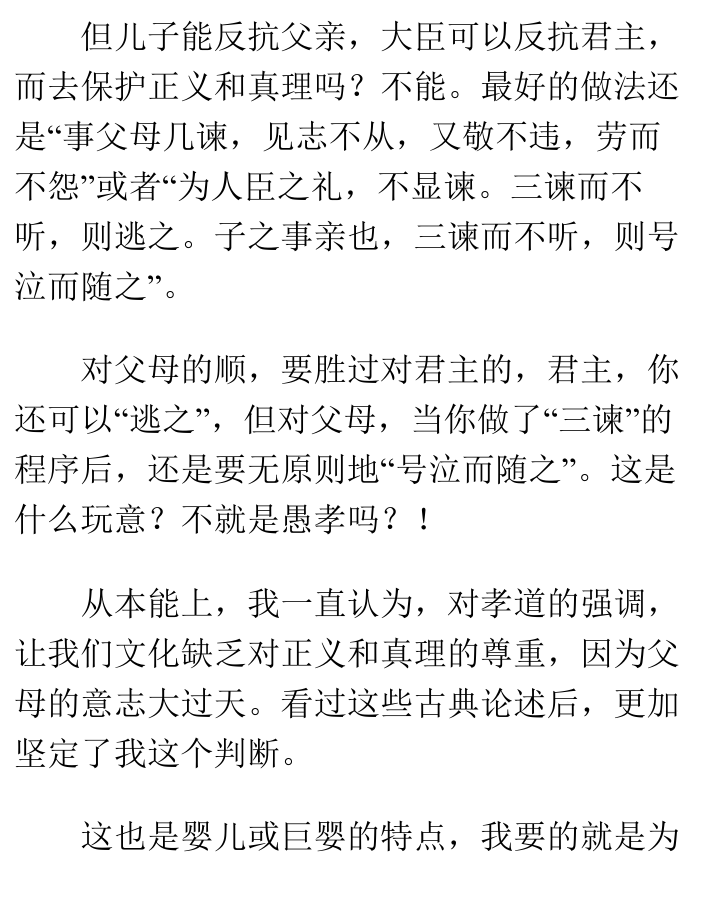 但儿子能反抗父亲，大臣可以反抗君主，
而去保护正义和真理吗？不能。最好的做法还
是“事父母几谏，见志不从，又敬不违，劳而
不怨”或者“为人臣之礼，不显谏。三谏而不
听，则逃之。子之事亲也，三谏而不听，则号
泣而随之”。
对父母的顺，要胜过对君主的，君主，你
还可以“逃之”，但对父母，当你做了“三谏”的
程序后，还是要无原则地“号泣而随之”。这是
什么玩意？不就是愚孝吗？！
从本能上，我一直认为，对孝道的强调，
让我们文化缺乏对正义和真理的尊重，因为父
母的意志大过天。看过这些古典论述后，更加
坚定了我这个判断。
这也是婴儿或巨婴的特点，我要的就是为